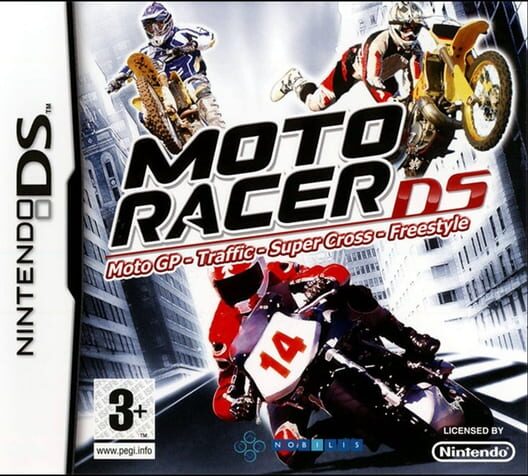 NINTENDO DS™
MOTO
RACER DS
Moto GP - Traffic - Super Cross - Freestyle
14
3+
www.pegi.info
NOBILIS
LICENSED BY
Nintendo